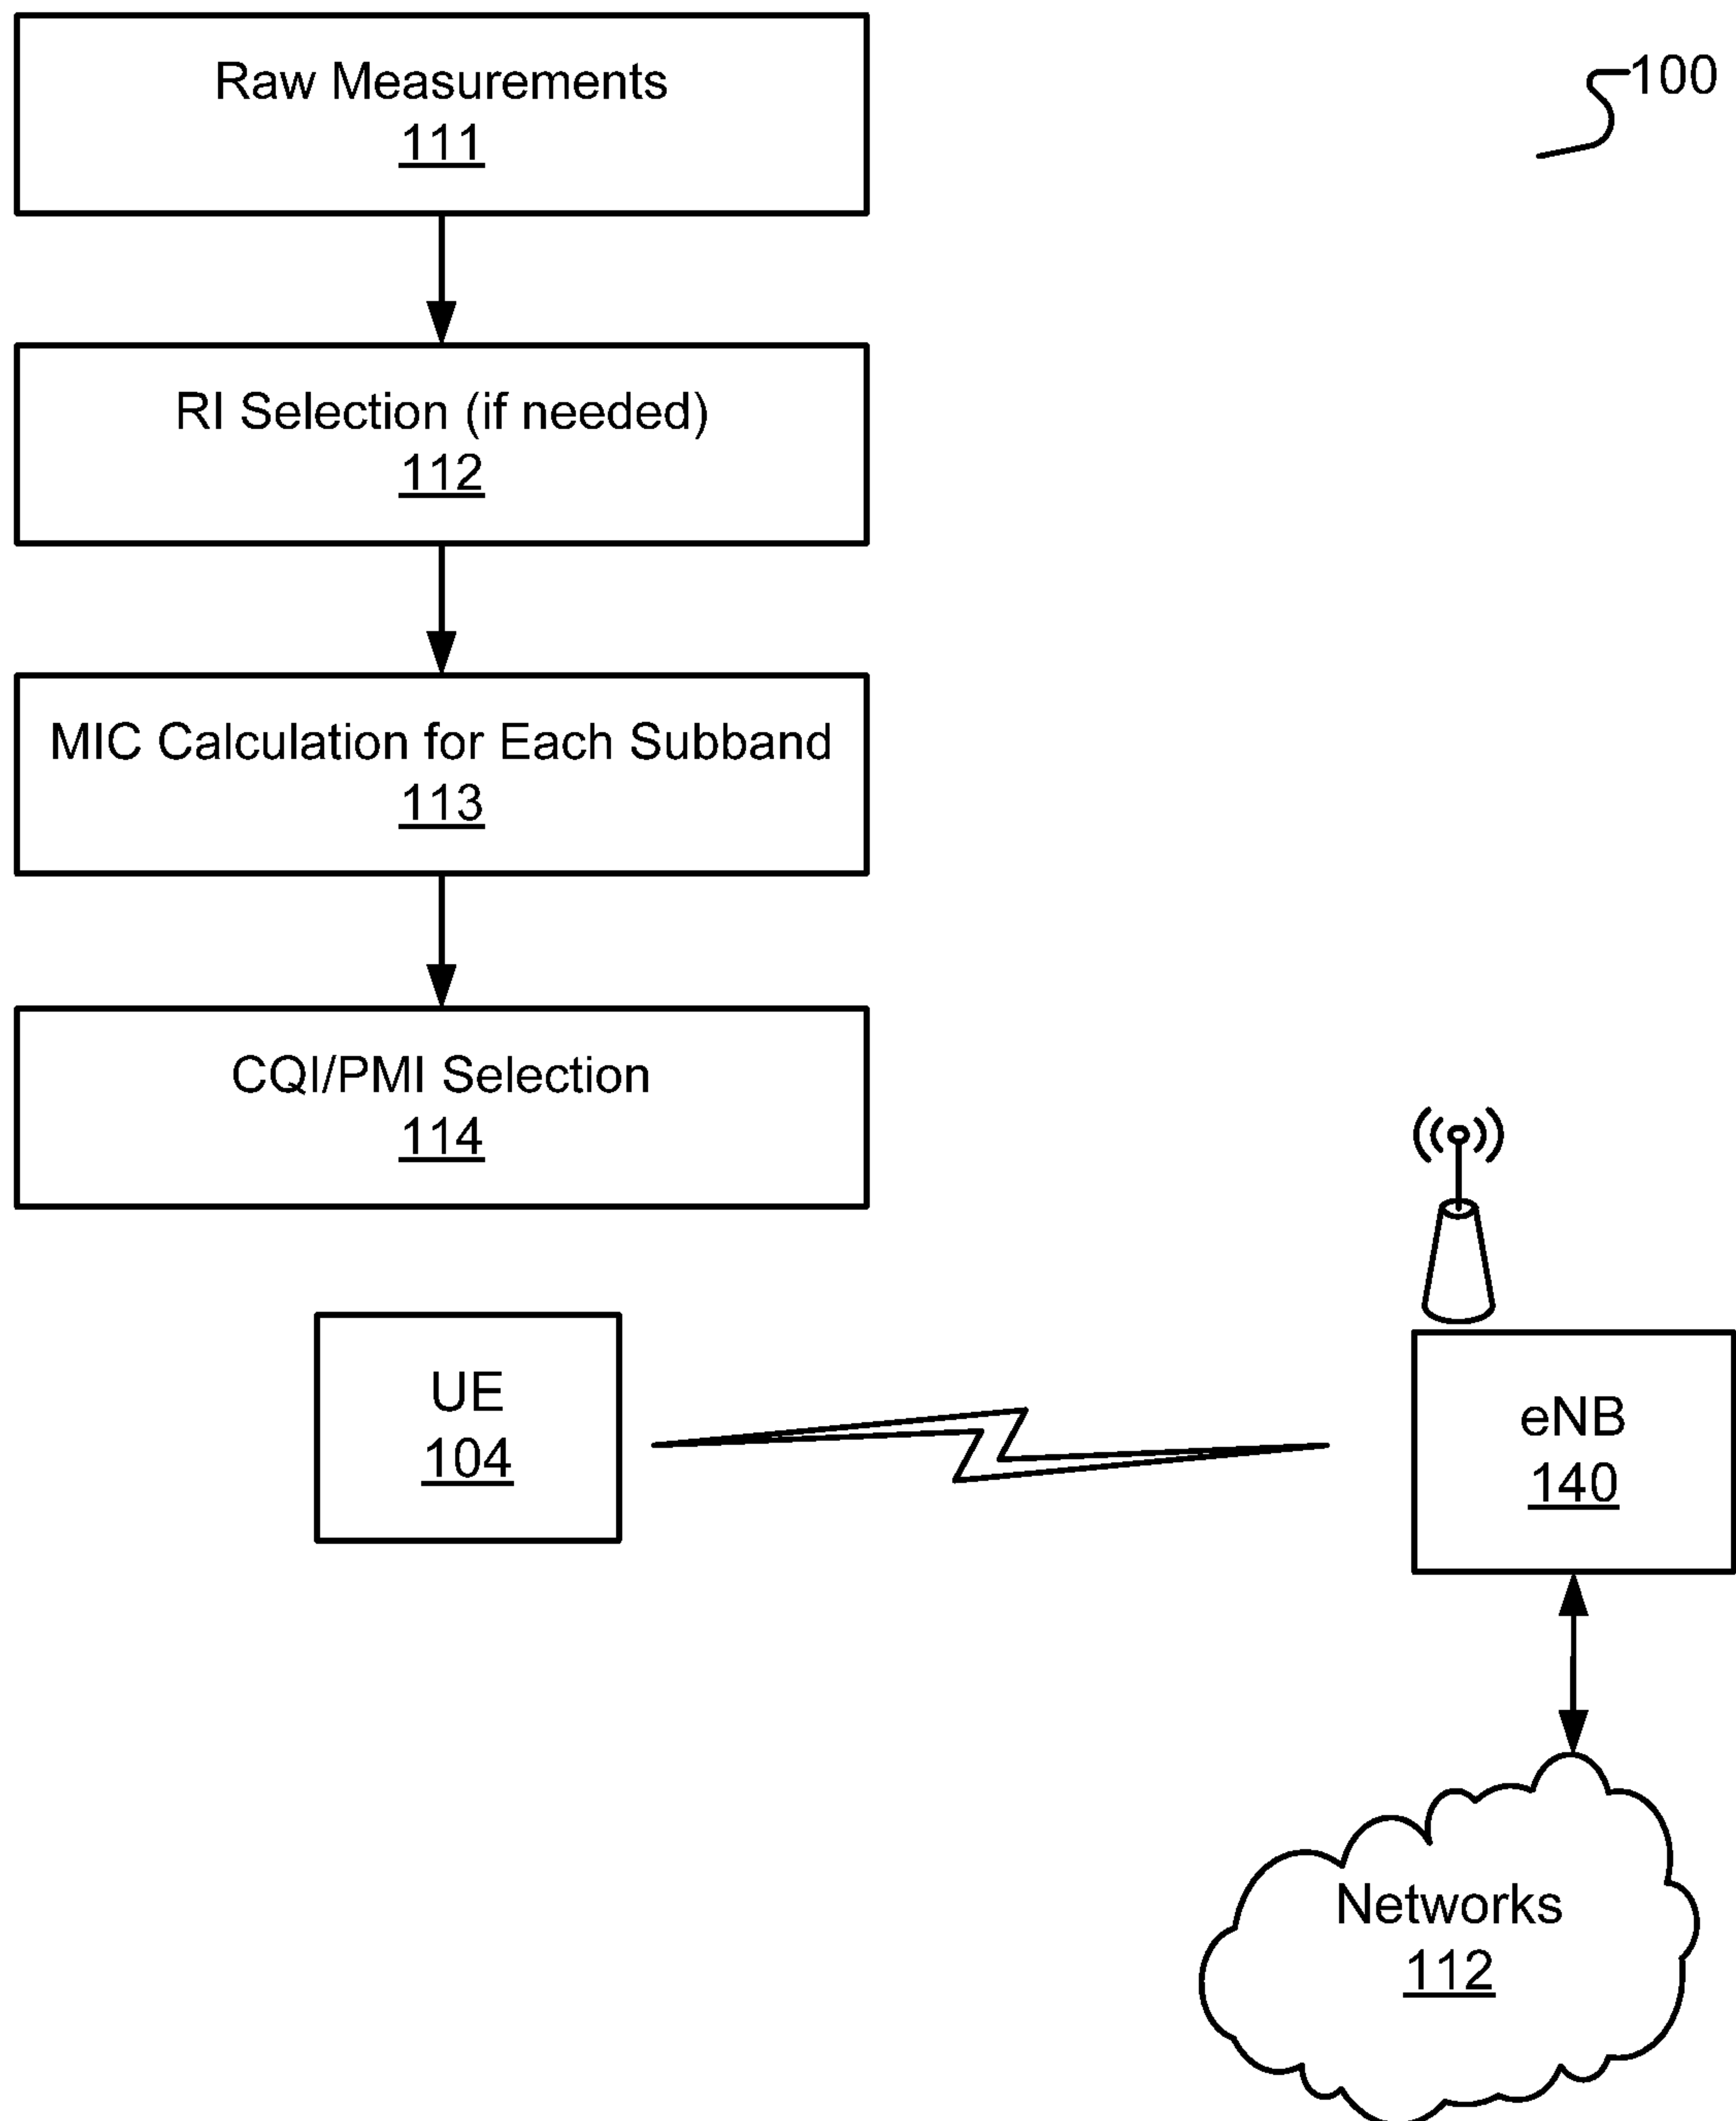 Raw Measurements
111
100
RI Selection (if needed)
112
MIC Calculation for Each Subband
113
CQI/PMI Selection
114
UE
104
eNB
140
Networks
112